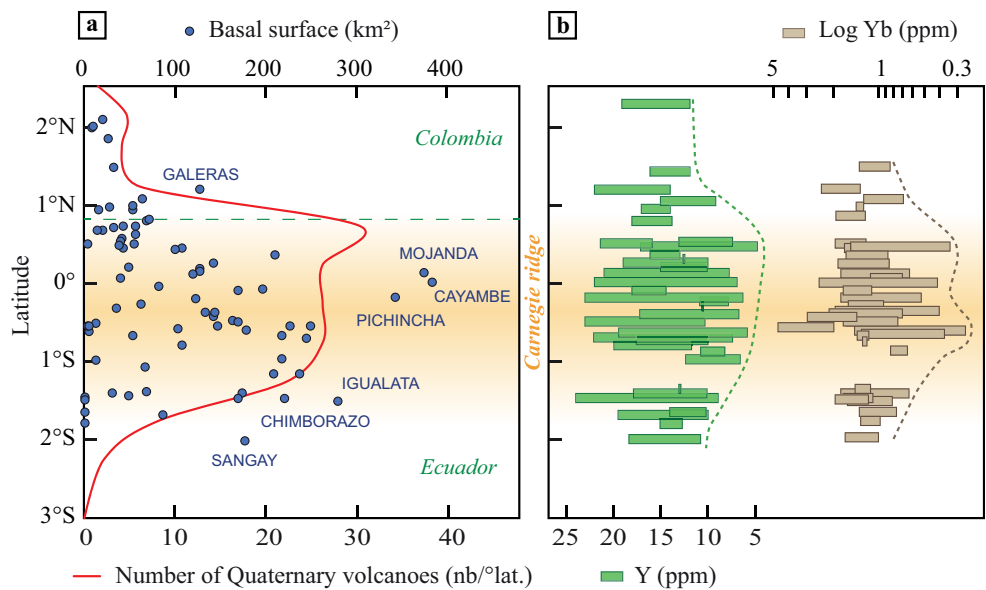 a
Basal surface (km²)
b
Log Yb (ppm)
0 100 200 300 400
5 1 0.3
2°N
1°N
0°
1°S
2°S
3°S
Latitude
Colombia
GALERAS
MOJANDA
CAYAMBE
PICHINCHA
IGUALATA
CHIMBORAZO
SANGAY
Ecuador
Carnegie ridge
0 10 20 30 40
25 20 15 10 5
Number of Quaternary volcanoes (nb/°lat.)
Y (ppm)